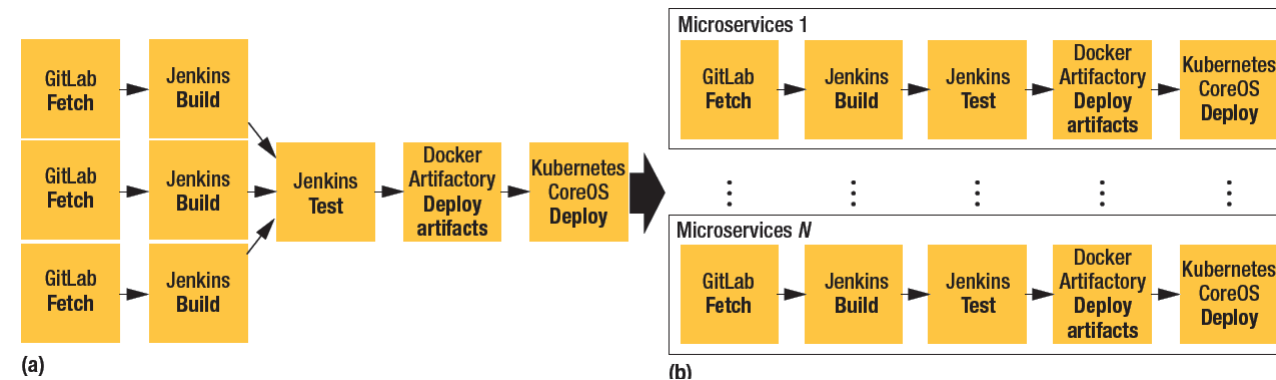 GitLab
Fetch
Jenkins
Build
GitLab
Fetch
Jenkins
Build
GitLab
Fetch
Jenkins
Build
Jenkins
Test
Docker
Artifactory
Deploy
artifacts
Kubernetes
CoreOS
Deploy
(a)
Microservices 1
GitLab
Fetch
Jenkins
Build
Jenkins
Test
Docker
Artifactory
Deploy
artifacts
Kubernetes
CoreOS
Deploy
Microservices N
GitLab
Fetch
Jenkins
Build
Jenkins
Test
Docker
Artifactory
Deploy
artifacts
Kubernetes
CoreOS
Deploy
(b)